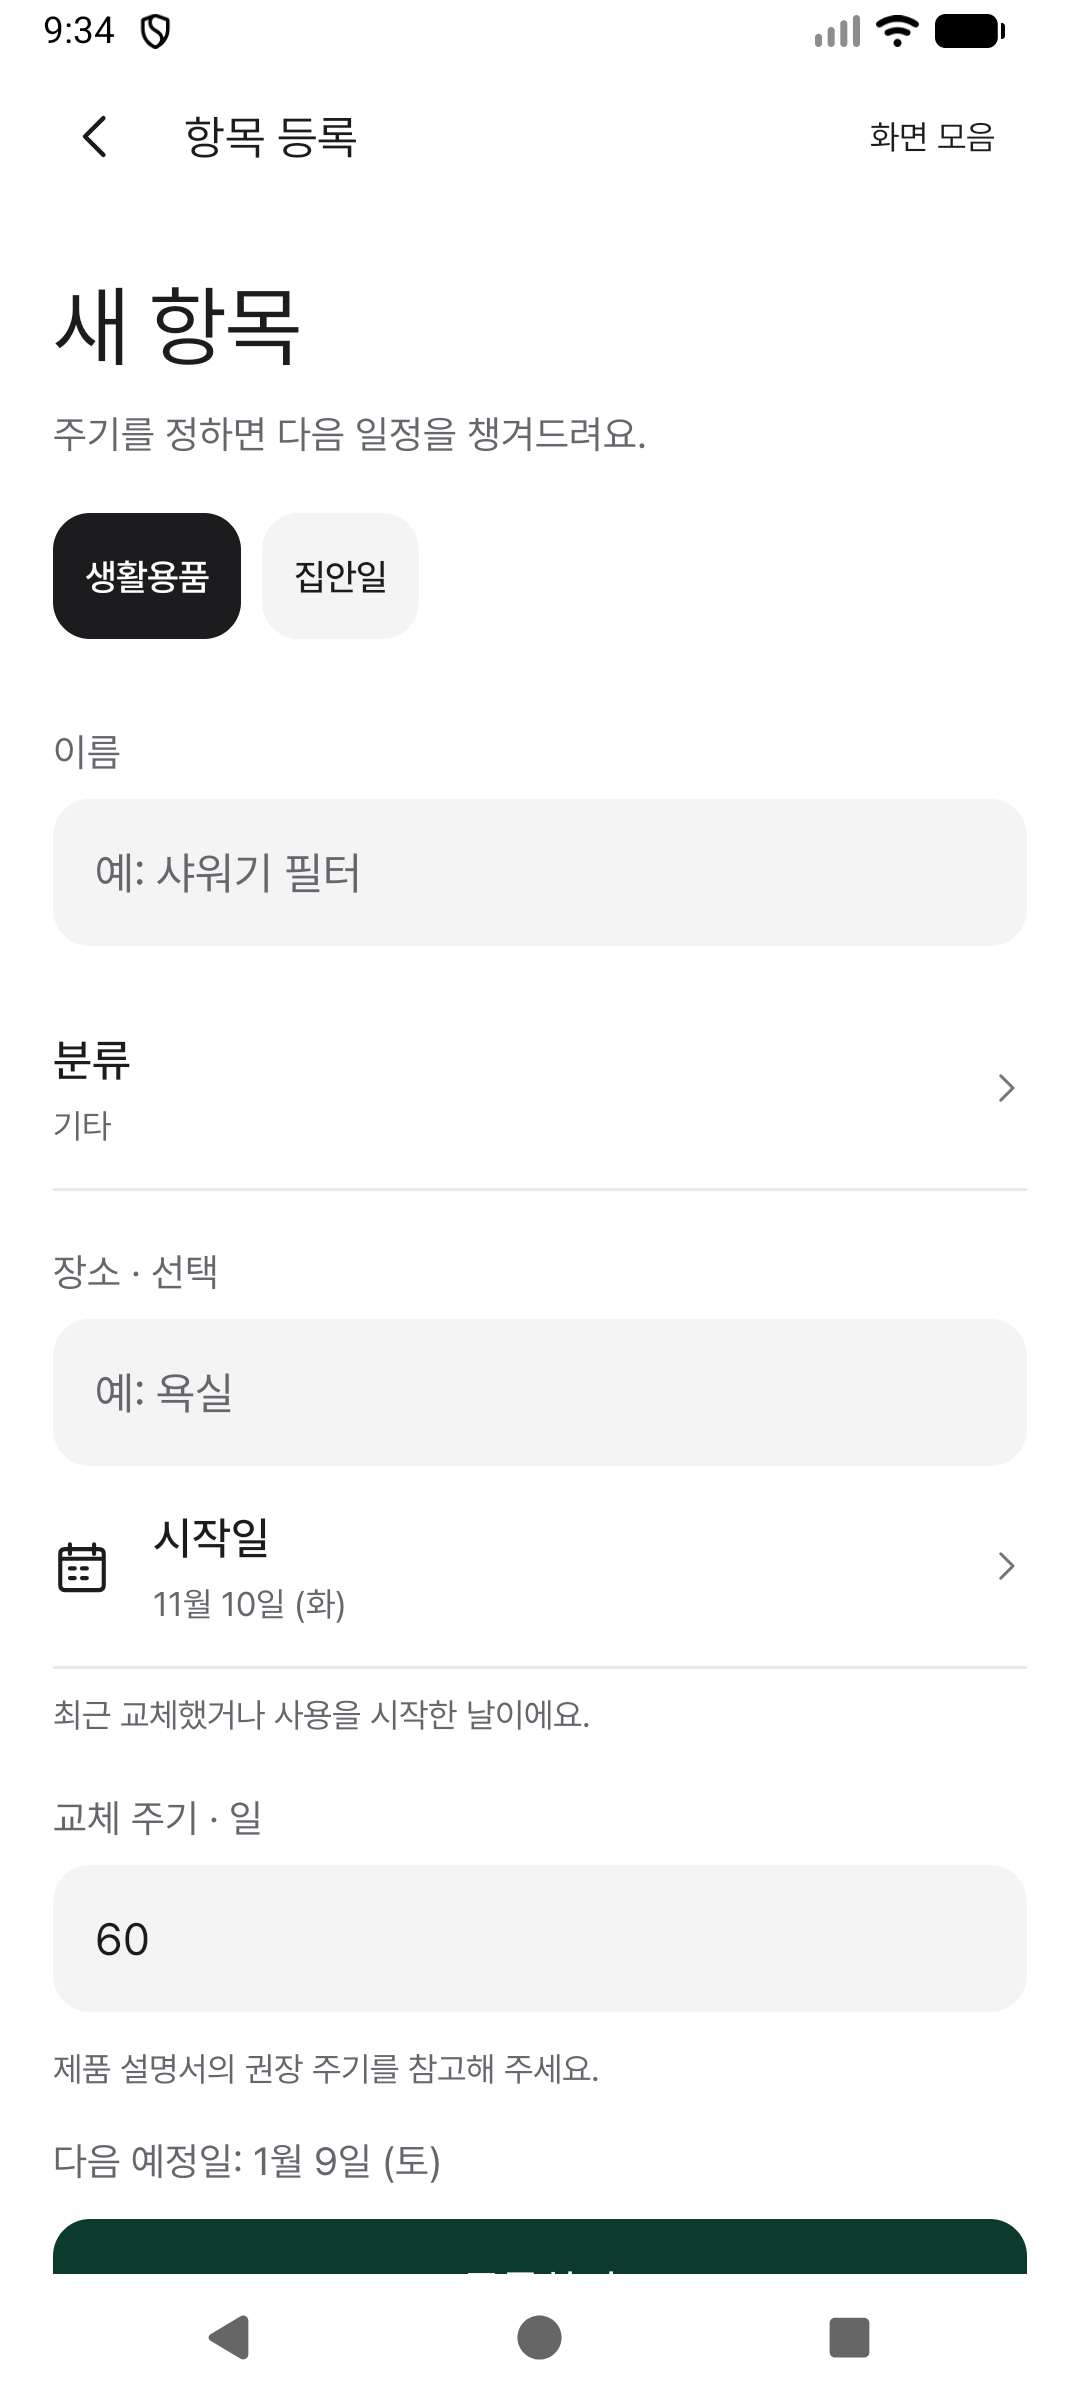 9:34
항목 등록
화면 모음
새 항목
주기를 정하면 다음 일정을 챙겨드려요.
생활용품
집안일
이름
예: 샤워기 필터
분류
기타
장소 · 선택
예: 욕실
시작일
11월 10일 (화)
최근 교체했거나 사용을 시작한 날이에요.
교체 주기 · 일
60
제품 설명서의 권장 주기를 참고해 주세요.
다음 예정일: 1월 9일 (토)